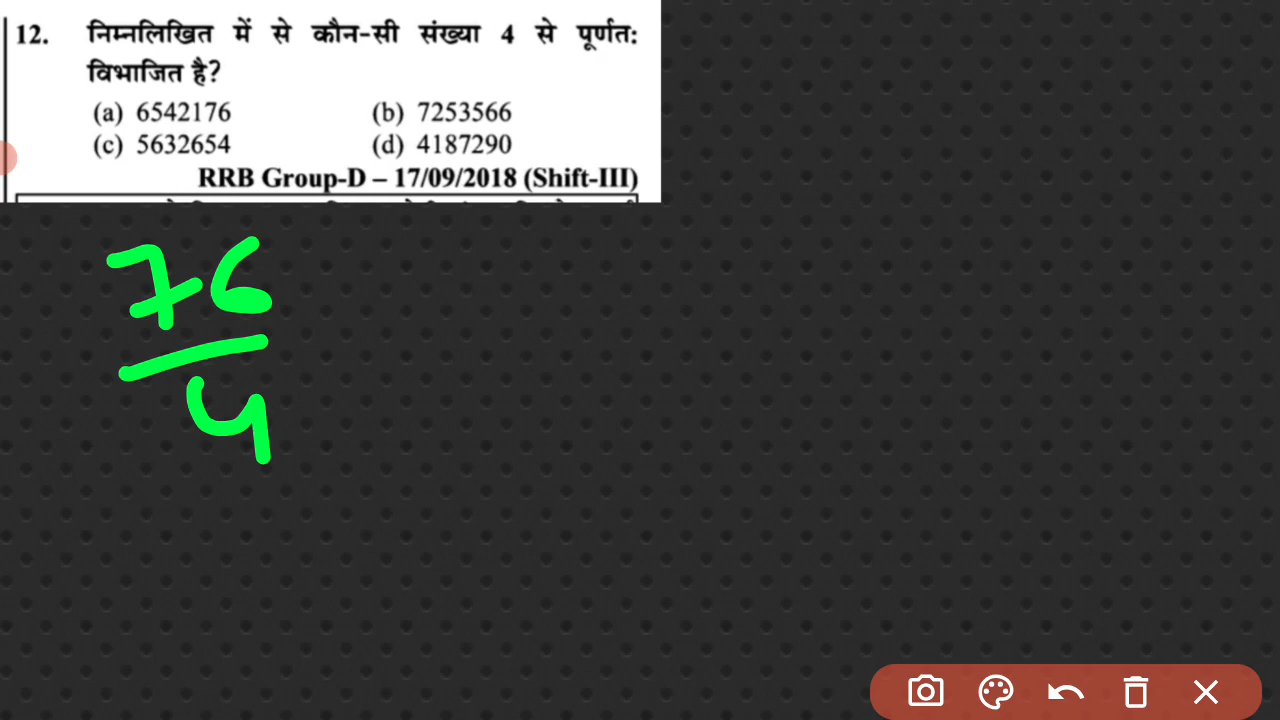 12. निम्नलिखित में से कौन-सी संख्या 4 से पूर्णत:
विभाजित है?
(a) 6542176 (b) 7253566
(c) 5632654 (d) 4187290
RRB Group-D – 17/09/2018 (Shift-III)
76
4